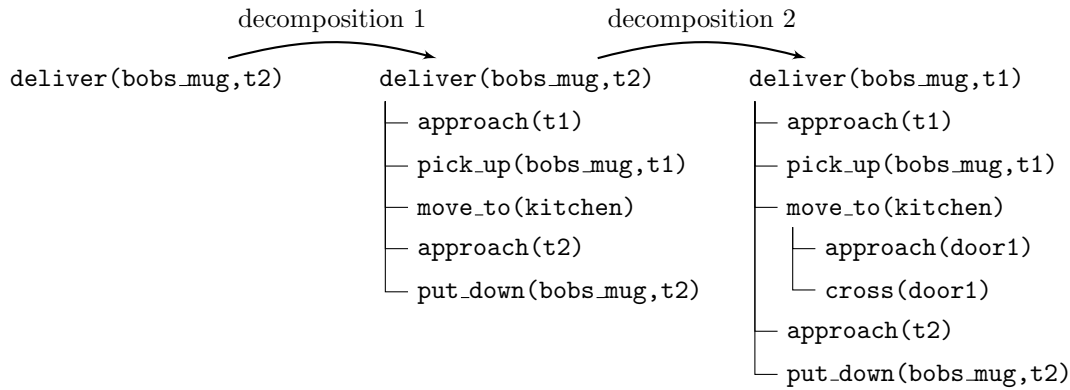 decomposition 1
decomposition 2
deliver(bobs_mug,t2)
deliver(bobs_mug,t2)
approach(t1)
pick_up(bobs_mug,t1)
move_to(kitchen)
approach(t2)
put_down(bobs_mug,t2)
deliver(bobs_mug,t1)
approach(t1)
pick_up(bobs_mug,t1)
move_to(kitchen)
approach(door1)
cross(door1)
approach(t2)
put_down(bobs_mug,t2)